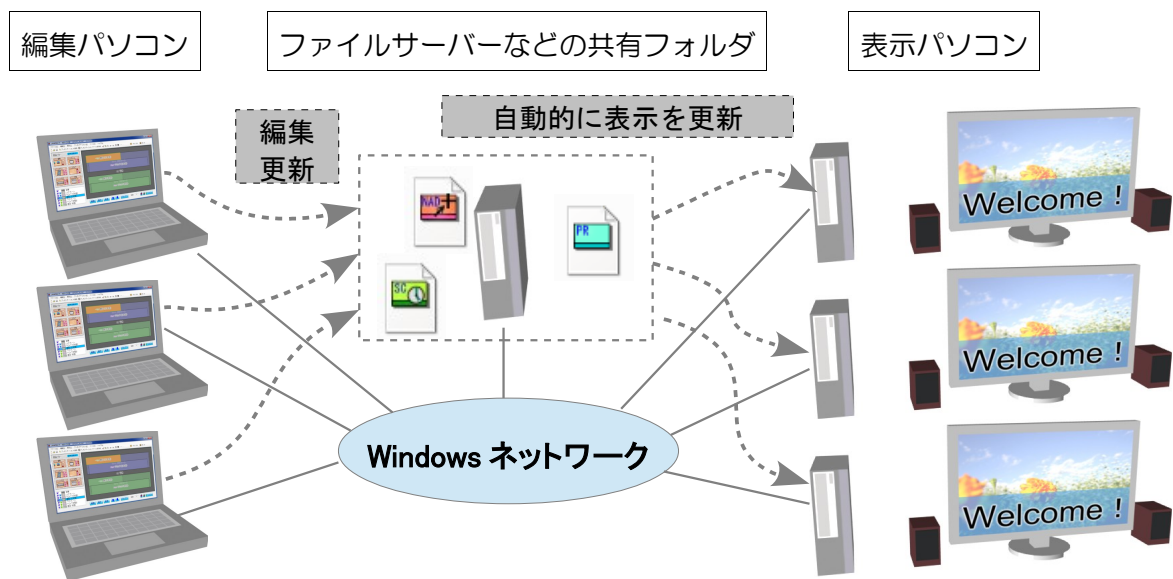 編集パソコン
ファイルサーバーなどの共有フォルダ
表示パソコン
編集
更新
自動的に表示を更新
NAD
PR
SC
Welcome !
Welcome !
Welcome !
Windows ネットワーク